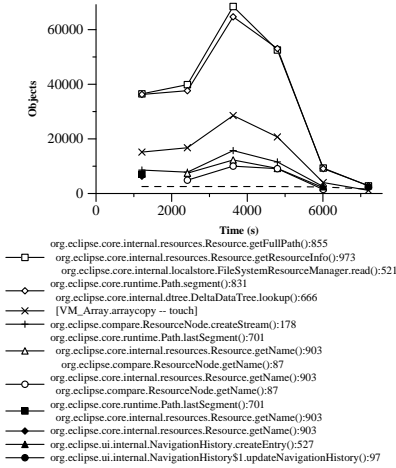 60000
40000
20000
0
Objects
0
2000
4000
6000
Time (s)
org.eclipse.core.internal.resources.Resource.getFullPath():855
org.eclipse.core.internal.resources.Resource.getResourceInfo():973
org.eclipse.core.internal.localstore.FileSystemResourceManager.read():521
org.eclipse.core.runtime.Path.segment():831
org.eclipse.core.internal.dtree.DeltaDataTree.lookup():666
[VM_Array.arraycopy -- touch]
org.eclipse.compare.ResourceNode.createStream():178
org.eclipse.core.runtime.Path.lastSegment():701
org.eclipse.core.internal.resources.Resource.getName():903
org.eclipse.compare.ResourceNode.getName():87
org.eclipse.core.internal.resources.Resource.getName():903
org.eclipse.compare.ResourceNode.getName():87
org.eclipse.core.runtime.Path.lastSegment():701
org.eclipse.core.internal.resources.Resource.getName():903
org.eclipse.core.internal.resources.Resource.getName():903
org.eclipse.ui.internal.NavigationHistory.createEntry():527
org.eclipse.ui.internal.NavigationHistory$1.updateNavigationHistory():97